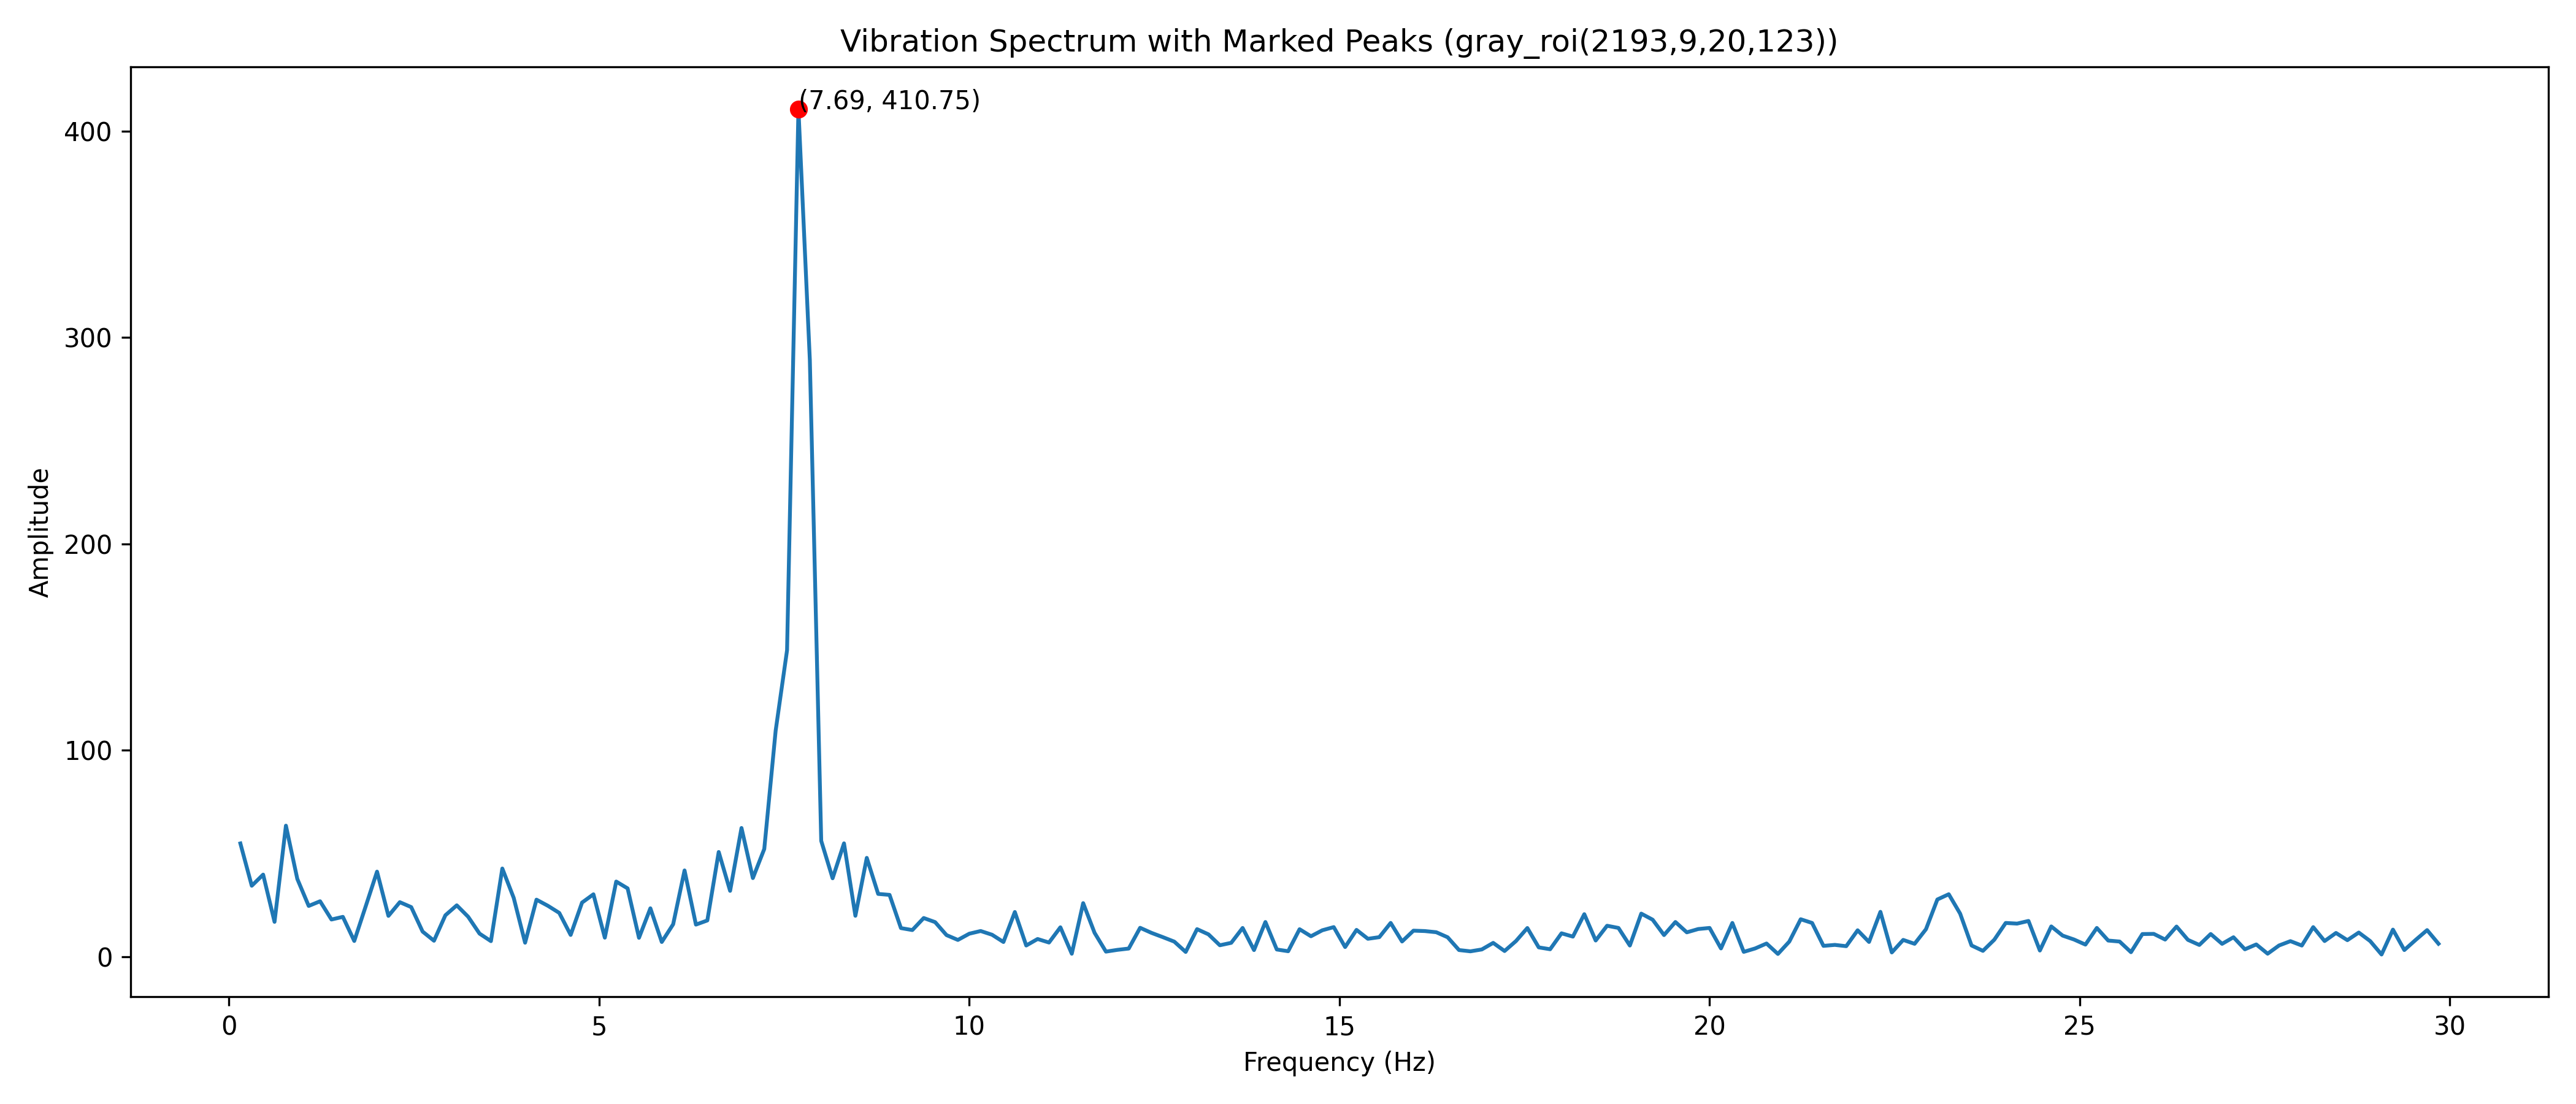 Vibration Spectrum with Marked Peaks (gray_roi(2193,9,20,123))
(7.69, 410.75)
400
300
200
100
0
Amplitude
0 5 10 15 20 25 30
Frequency (Hz)